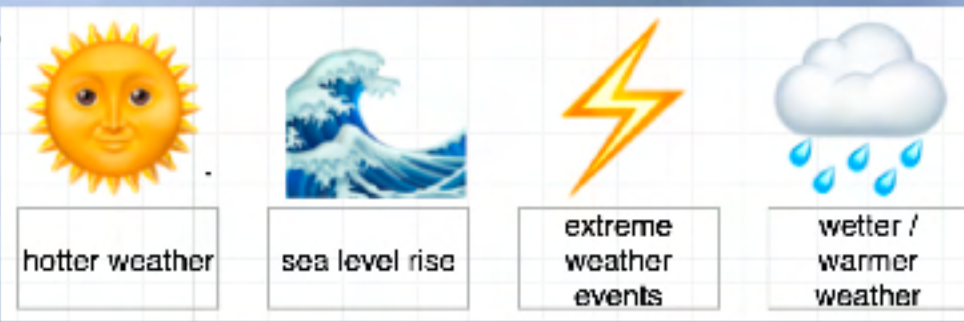 hotter weather
sea level rise
extreme
weather
events
wetter /
warmer
weather